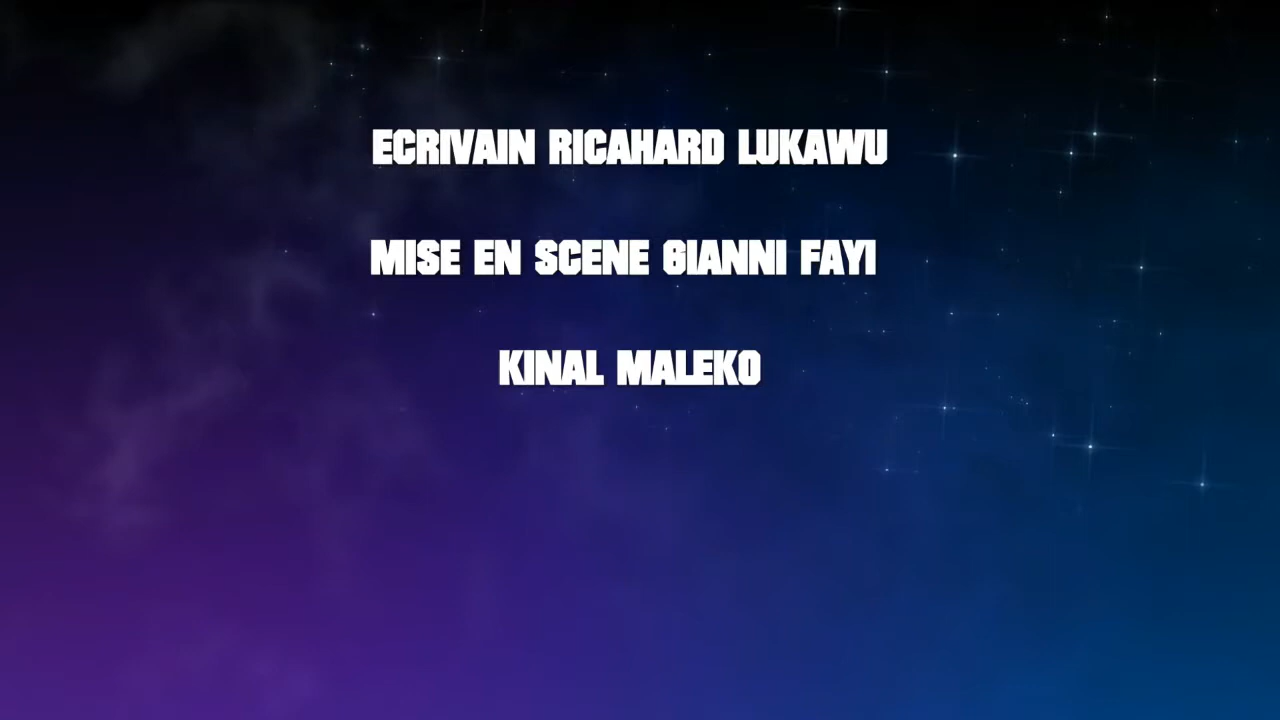 ECRIVAIN RICAHARD LUKAWU
MISE EN SCENE GIANNI FAYI
KINAL MALEKO